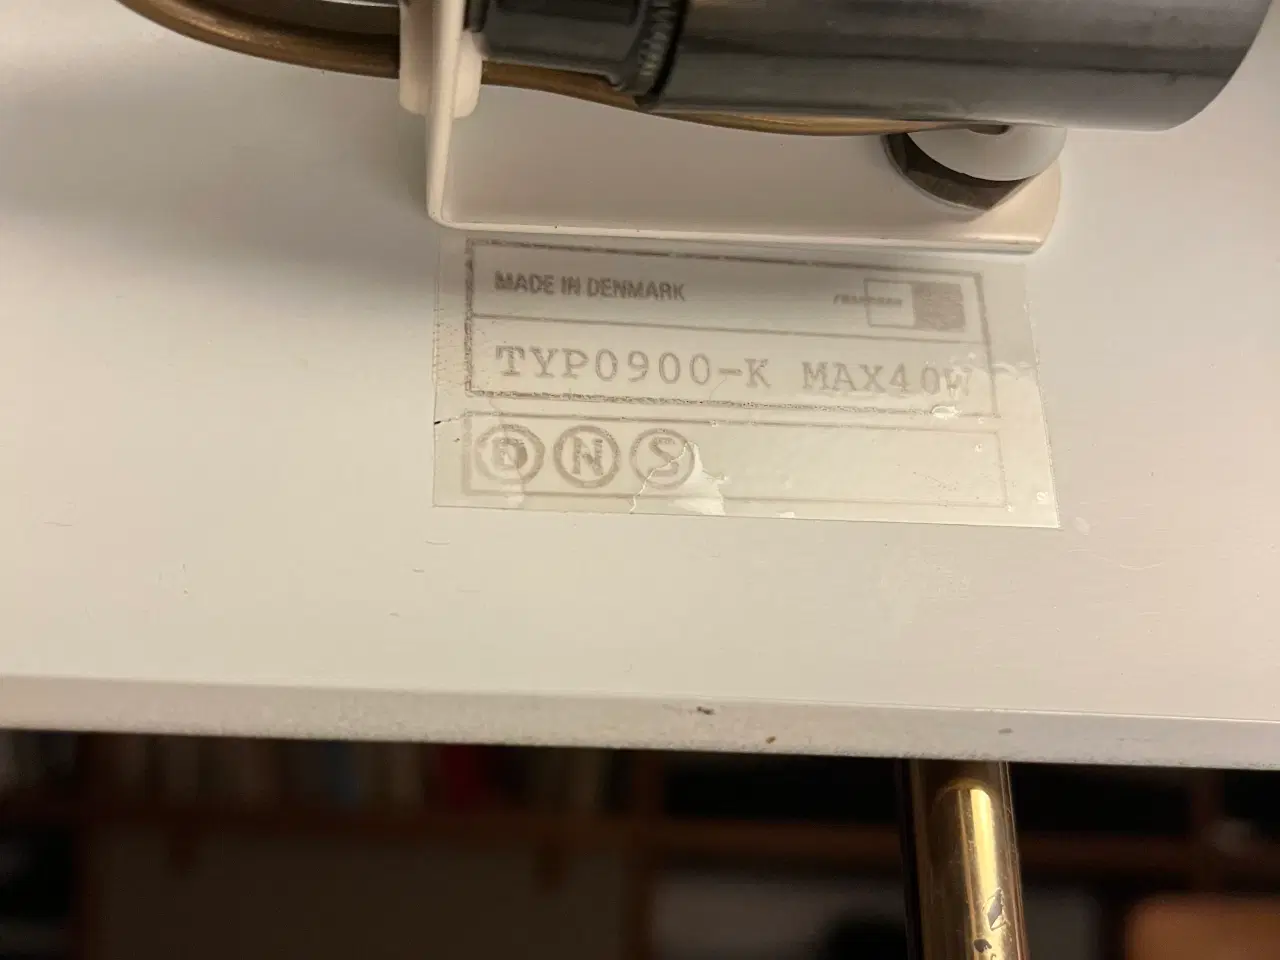 MADE IN DENMARK
TYP0900-K MAX40W
D N S